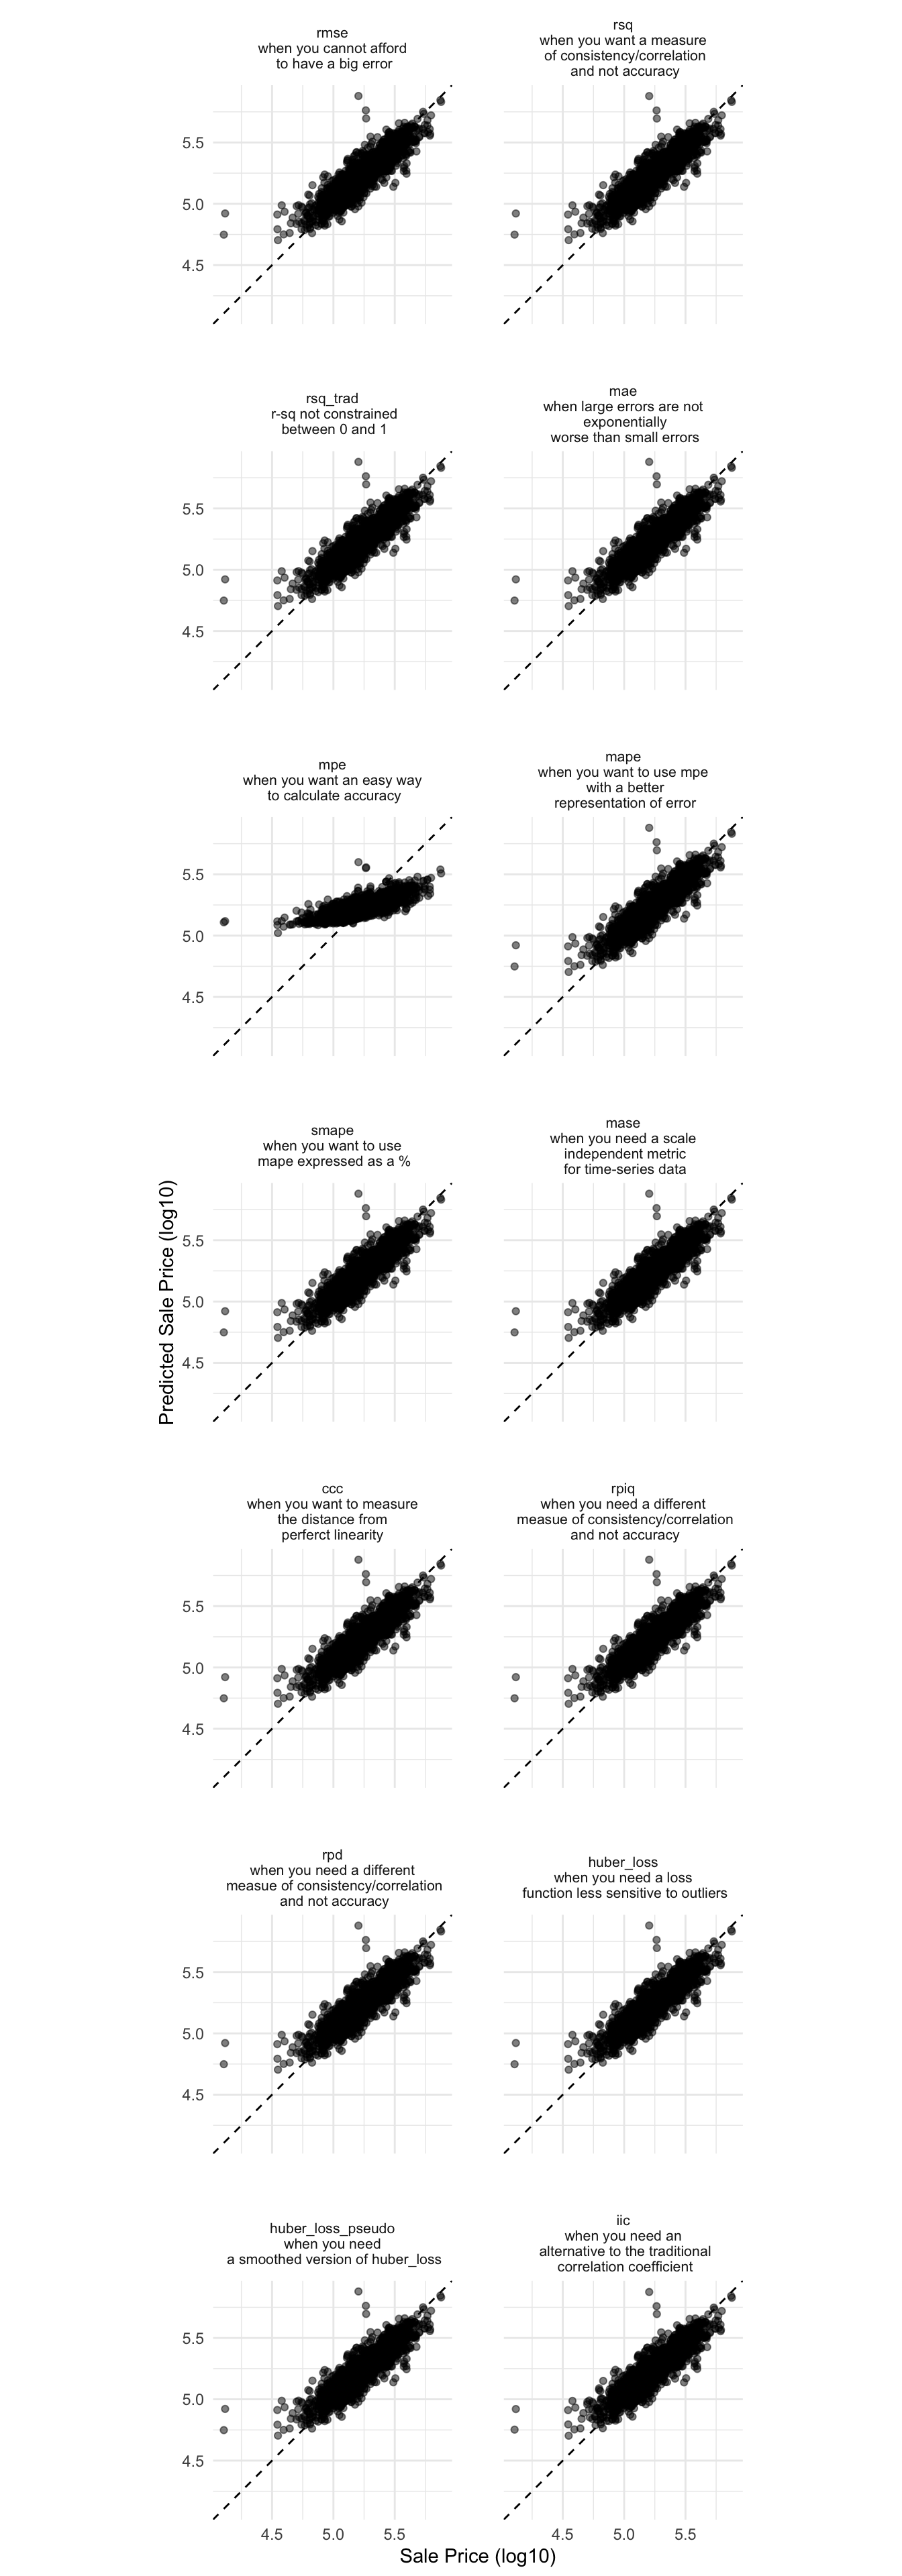 rmse
when you cannot afford
to have a big error
rsq
when you want a measure
of consistency/correlation
and not accuracy
5.5
5.0
4.5
rsq_trad
r-sq not constrained
between 0 and 1
mae
when large errors are not
exponentially
worse than small errors
5.5
5.0
4.5
mpe
when you want an easy way
to calculate accuracy
mape
when you want to use mpe
with a better
representation of error
5.5
5.0
4.5
smape
when you want to use
mape expressed as a %
mase
when you need a scale
independent metric
for time-series data
Predicted Sale Price (log10)
5.5
5.0
4.5
ccc
when you want to measure
the distance from
perferct linearity
rpiq
when you need a different
measue of consistency/correlation
and not accuracy
5.5
5.0
4.5
rpd
when you need a different
measue of consistency/correlation
and not accuracy
huber_loss
when you need a loss
function less sensitive to outliers
5.5
5.0
4.5
huber_loss_pseudo
when you need
a smoothed version of huber_loss
iic
when you need an
alternative to the traditional
correlation coefficient
5.5
5.0
4.5
4.5 5.0 5.5
4.5 5.0 5.5
Sale Price (log10)